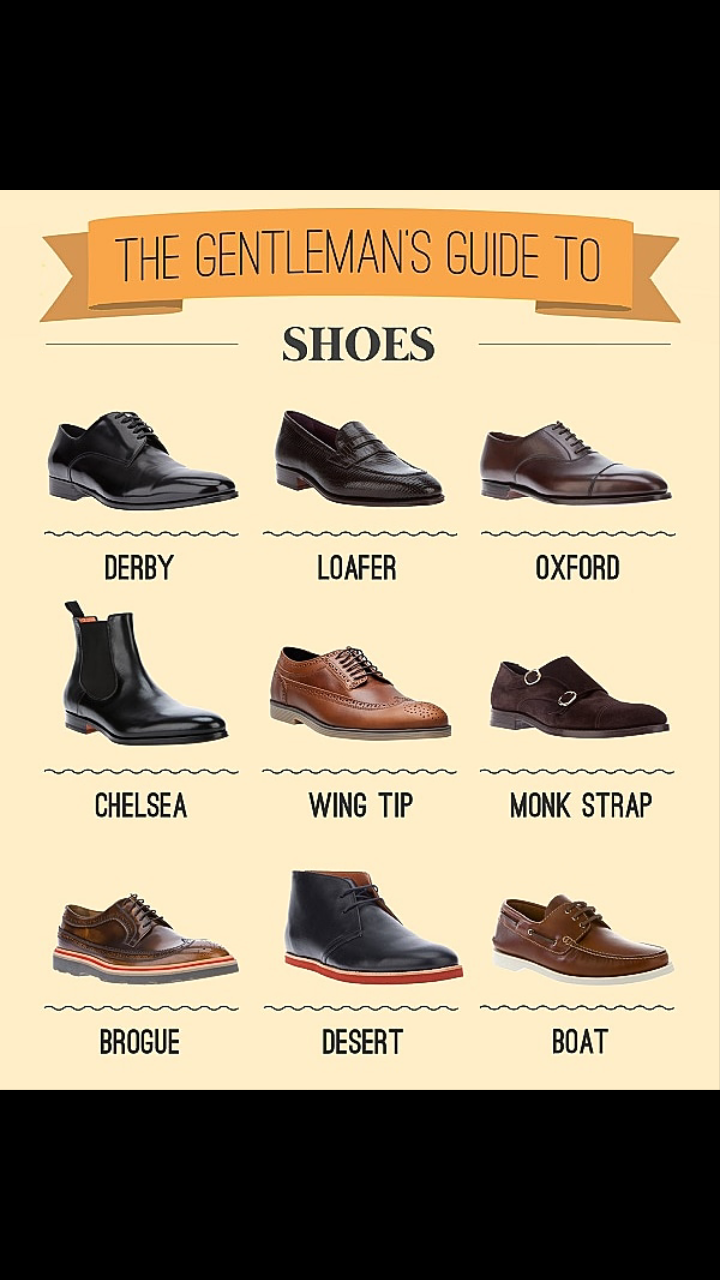 THE GENTLEMAN'S GUIDE TO
SHOES
DERBY
LOAFER
OXFORD
CHELSEA
WING TIP
MONK STRAP
BROGUE
DESERT
BOAT